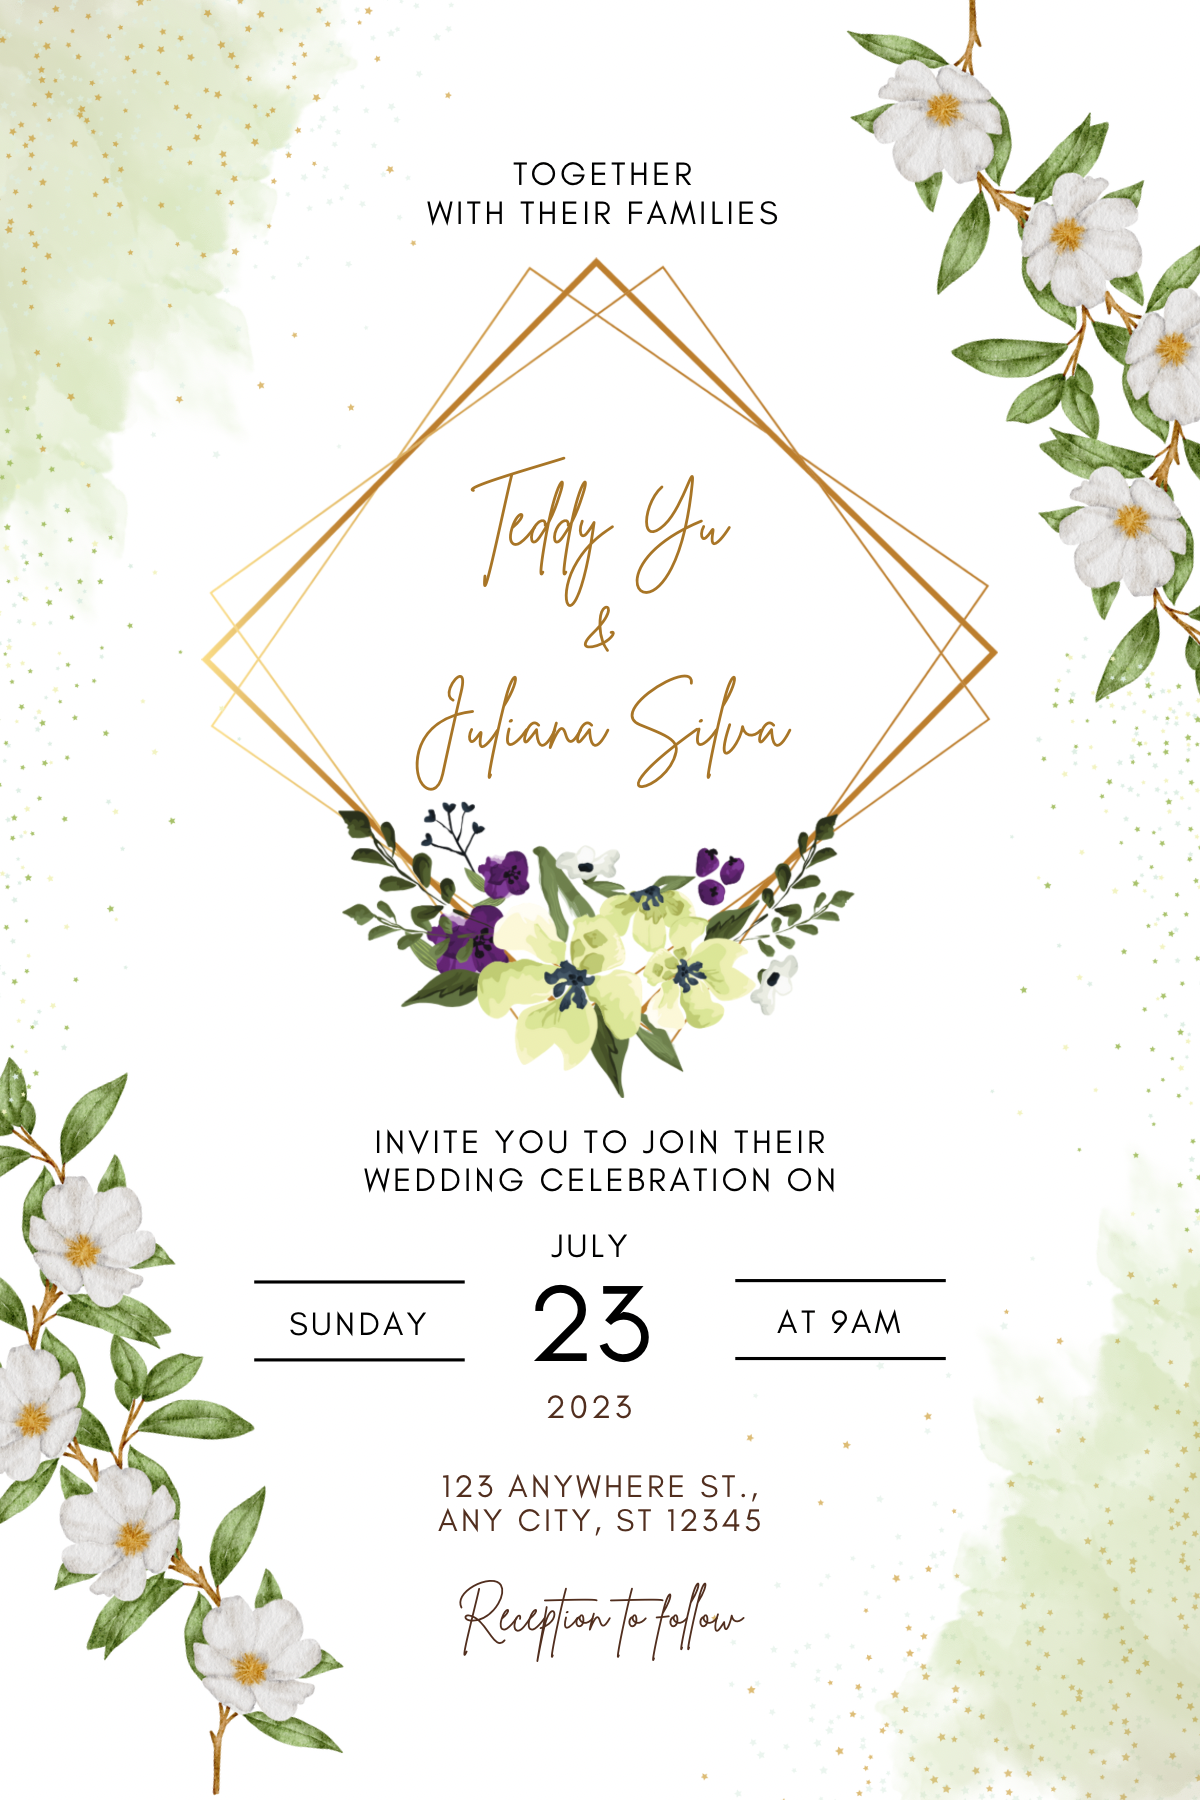 TOGETHER
WITH THEIR FAMILIES
Teddy Yu
&
Juliana Silva
INVITE YOU TO JOIN THEIR
WEDDING CELEBRATION ON
JULY
SUNDAY
23
AT 9AM
2023
123 ANYWHERE ST.,
ANY CITY, ST 12345
Reception to follow